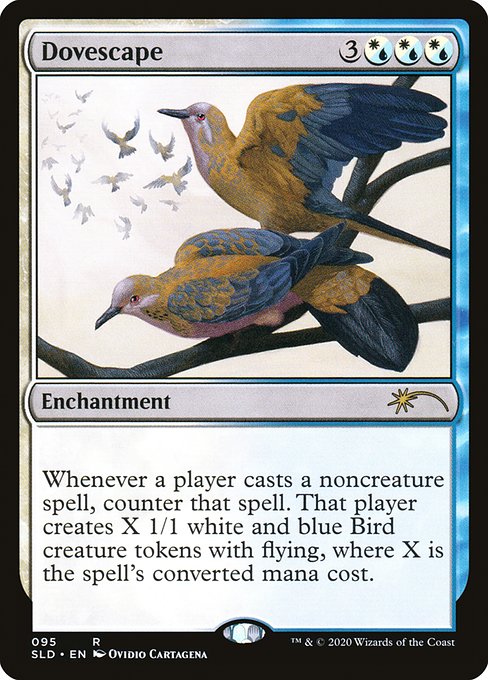 Dovescape 3
Enchantment
Whenever a player casts a noncreature
spell, counter that spell. That player
creates X 1/1 white and blue Bird
creature tokens with flying, where X is
the spell's converted mana cost.
095 R
SLD • EN Ovidio Cartagena
™ & © 2020 Wizards of the Coast